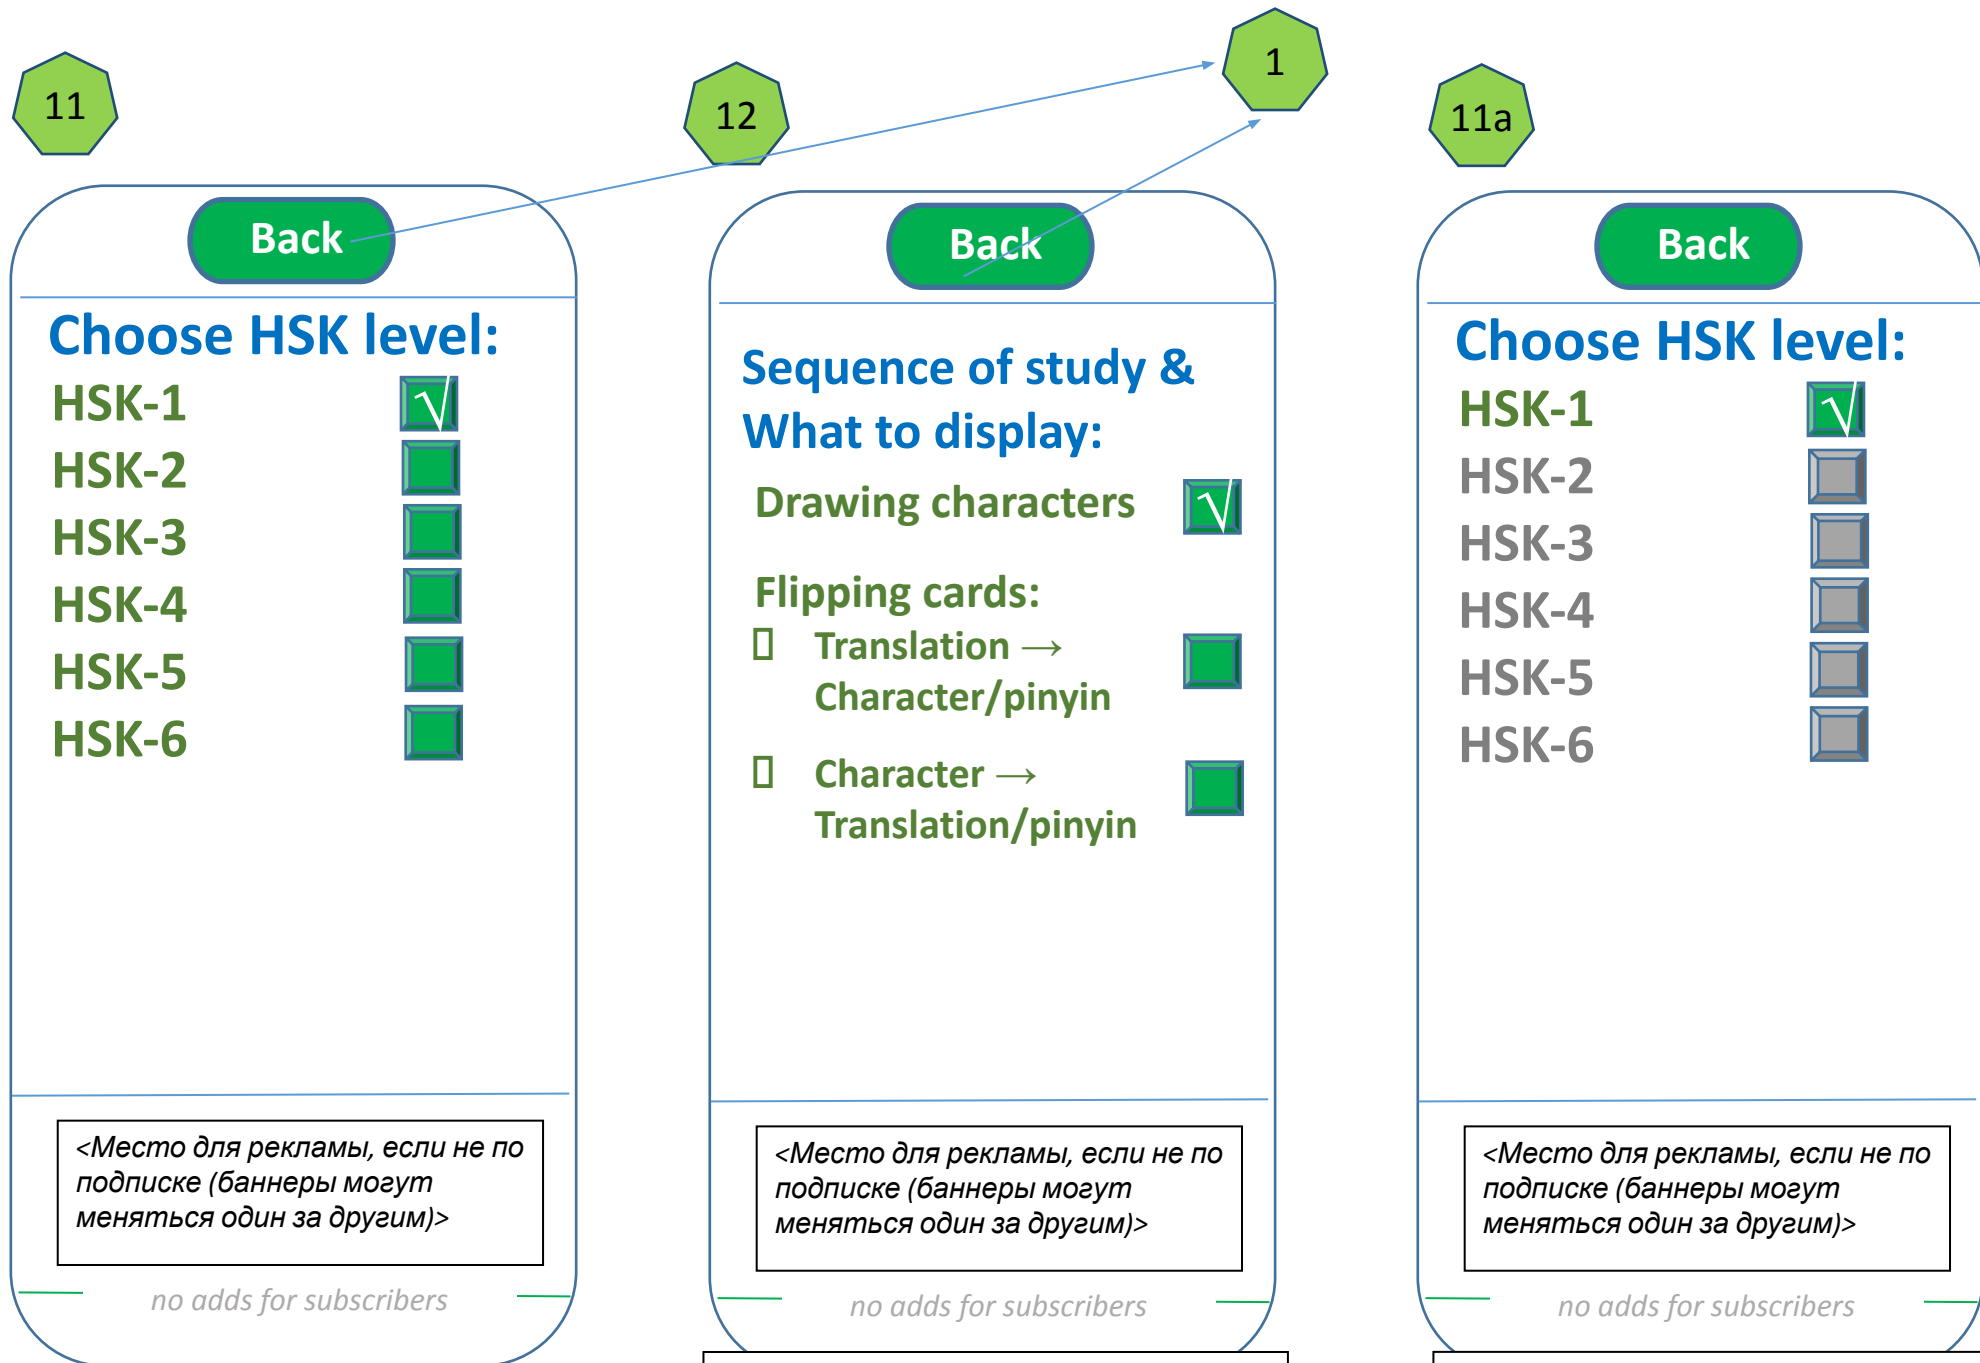 11
12
1
11a
Back
Choose HSK level:
HSK-1 √
HSK-2
HSK-3
HSK-4
HSK-5
HSK-6
<Место для рекламы, если не по
подписке (баннеры могут
меняться один за другим)>
no adds for subscribers
Back
Sequence of study &
What to display:
Drawing characters √
Flipping cards:
Translation →
Character/pinyin
Character →
Translation/pinyin
<Место для рекламы, если не по
подписке (баннеры могут
меняться один за другим)>
no adds for subscribers
Back
Choose HSK level:
HSK-1 √
HSK-2
HSK-3
HSK-4
HSK-5
HSK-6
<Место для рекламы, если не по
подписке (баннеры могут
меняться один за другим)>
no adds for subscribers